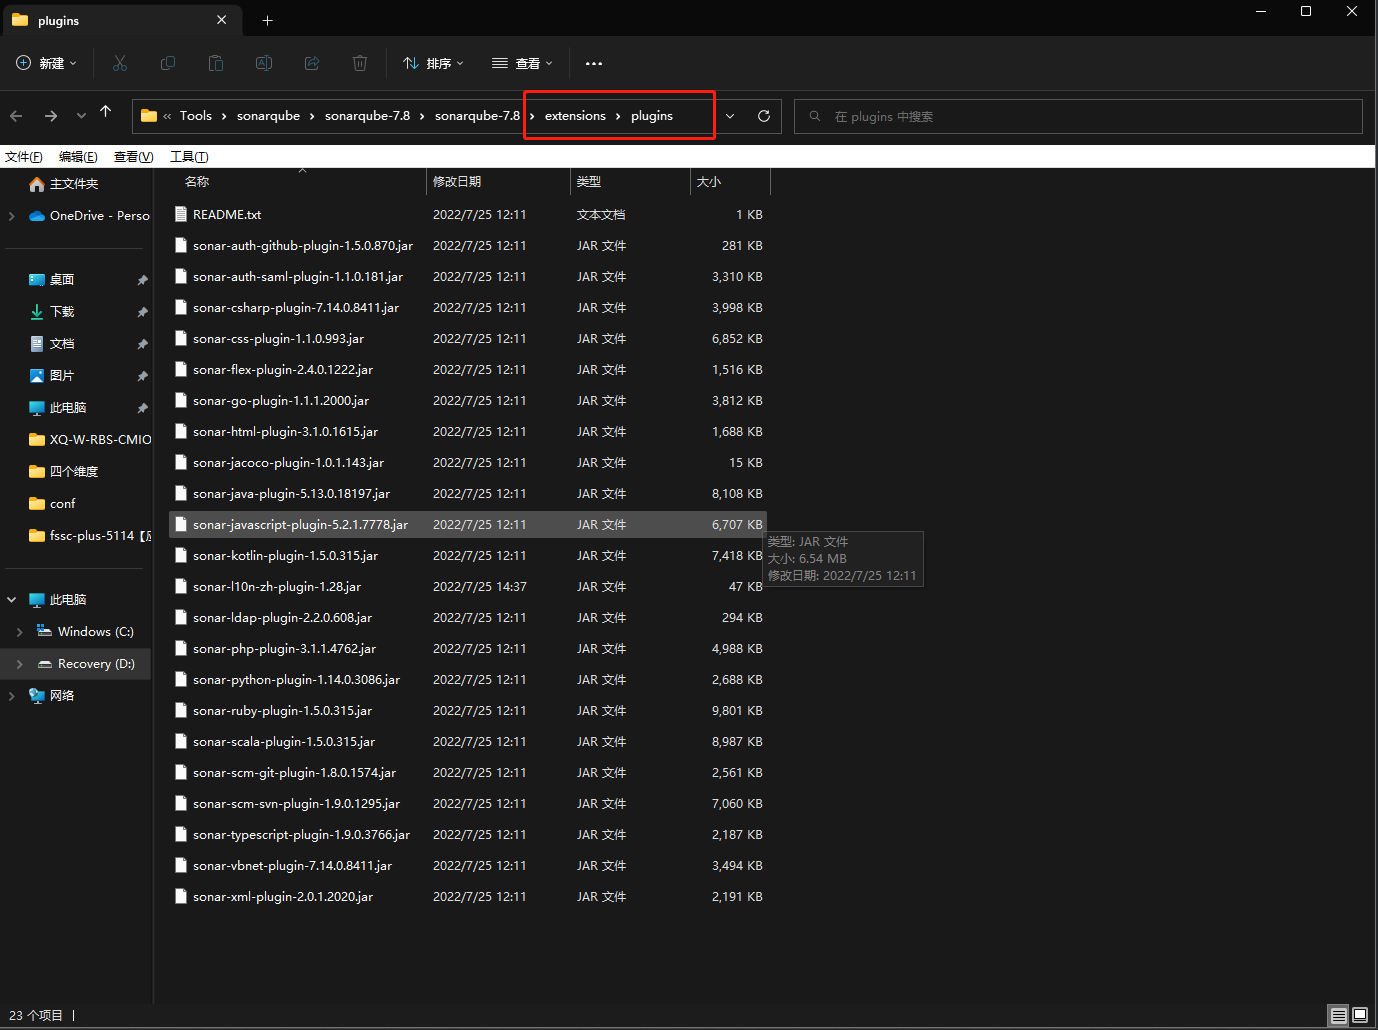 plugins
新建
排序
查看
« Tools › sonarqube › sonarqube-7.8 › sonarqube-7.8 › extensions › plugins
在 plugins 中搜索
文件(F) 编辑(E) 查看(V) 工具(T)
名称 修改日期 类型 大小
主文件夹
OneDrive - Perso
桌面
下载
文档
图片
此电脑
XQ-W-RBS-CMIO
四个维度
conf
fssc-plus-5114
此电脑
Windows (C:)
Recovery (D:)
网络
README.txt 2022/7/25 12:11 文本文档 1 KB
sonar-auth-github-plugin-1.5.0.870.jar 2022/7/25 12:11 JAR 文件 281 KB
sonar-auth-saml-plugin-1.1.0.181.jar 2022/7/25 12:11 JAR 文件 3,310 KB
sonar-csharp-plugin-7.14.0.8411.jar 2022/7/25 12:11 JAR 文件 3,998 KB
sonar-css-plugin-1.1.0.993.jar 2022/7/25 12:11 JAR 文件 6,852 KB
sonar-flex-plugin-2.4.0.1222.jar 2022/7/25 12:11 JAR 文件 1,516 KB
sonar-go-plugin-1.1.1.2000.jar 2022/7/25 12:11 JAR 文件 3,812 KB
sonar-html-plugin-3.1.0.1615.jar 2022/7/25 12:11 JAR 文件 1,688 KB
sonar-jacoco-plugin-1.0.1.143.jar 2022/7/25 12:11 JAR 文件 15 KB
sonar-java-plugin-5.13.0.18197.jar 2022/7/25 12:11 JAR 文件 8,108 KB
sonar-javascript-plugin-5.2.1.7778.jar 2022/7/25 12:11 JAR 文件 6,707 KB
sonar-kotlin-plugin-1.5.0.315.jar 2022/7/25 12:11 JAR 文件 7,418 KB
sonar-l10n-zh-plugin-1.28.jar 2022/7/25 14:37 JAR 文件 47 KB
sonar-ldap-plugin-2.2.0.608.jar 2022/7/25 12:11 JAR 文件 294 KB
sonar-php-plugin-3.1.1.4762.jar 2022/7/25 12:11 JAR 文件 4,988 KB
sonar-python-plugin-1.14.0.3086.jar 2022/7/25 12:11 JAR 文件 2,688 KB
sonar-ruby-plugin-1.5.0.315.jar 2022/7/25 12:11 JAR 文件 9,801 KB
sonar-scala-plugin-1.5.0.315.jar 2022/7/25 12:11 JAR 文件 8,987 KB
sonar-scm-git-plugin-1.8.0.1574.jar 2022/7/25 12:11 JAR 文件 2,561 KB
sonar-scm-svn-plugin-1.9.0.1295.jar 2022/7/25 12:11 JAR 文件 7,060 KB
sonar-typescript-plugin-1.9.0.3766.jar 2022/7/25 12:11 JAR 文件 2,187 KB
sonar-vbnet-plugin-7.14.0.8411.jar 2022/7/25 12:11 JAR 文件 3,494 KB
sonar-xml-plugin-2.0.1.2020.jar 2022/7/25 12:11 JAR 文件 2,191 KB
类型: JAR 文件
大小: 6.54 MB
修改日期: 2022/7/25 12:11
23 个项目